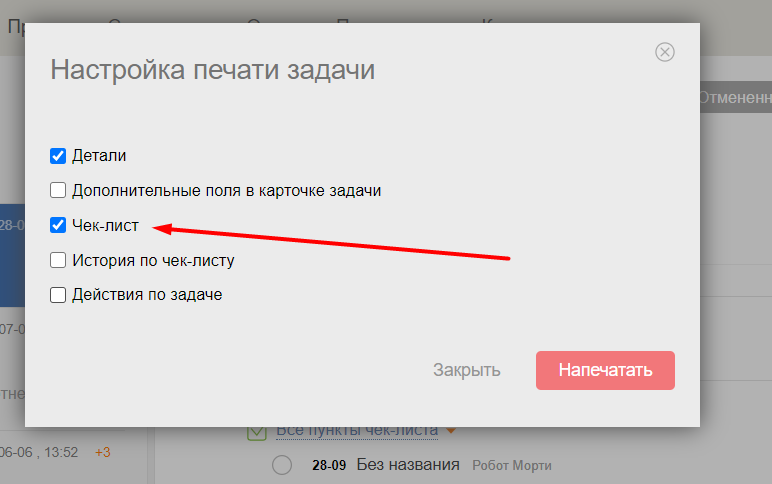 Настройка печати задачи
Отмененн
Детали
Дополнительные поля в карточке задачи
28-0
Чек-лист
История по чек-листу
Действия по задаче
07-0
Закрыть
Напечатать
тне
Все пункты чек-листа
06-06 , 13:52 +3
28-09 Без названия Робот Морти